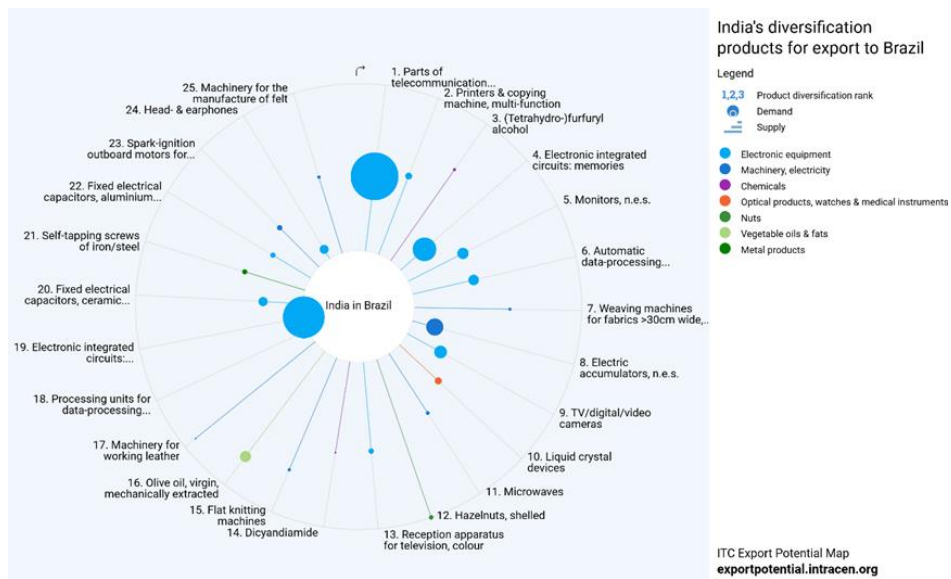 India's diversification
products for export to Brazil
Legend
1,2,3 Product diversification rank
Demand
Supply
Electronic equipment
Machinery, electricity
Chemicals
Optical products, watches & medical instruments
Nuts
Vegetable oils & fats
Metal products
India in Brazil
1. Parts of
telecommunication...
2. Printers & copying
machine, multi-function
3. (Tetrahydro-)furfuryl
alcohol
4. Electronic integrated
circuits: memories
5. Monitors, n.e.s.
6. Automatic
data-processing...
7. Weaving machines
for fabrics >30cm wide,..
8. Electric
accumulators, n.e.s.
9. TV/digital/video
cameras
10. Liquid crystal
devices
11. Microwaves
12. Hazelnuts, shelled
13. Reception apparatus
for television, colour
14. Dicyandiamide
15. Flat knitting
machines
16. Olive oil, virgin,
mechanically extracted
17. Machinery for
working leather
18. Processing units for
data-processing...
19. Electronic integrated
circuits:...
20. Fixed electrical
capacitors, ceramic...
21. Self-tapping screws
of iron/steel
22. Fixed electrical
capacitors, aluminium...
23. Spark-ignition
outboard motors for...
24. Head- & earphones
25. Machinery for the
manufacture of felt
ITC Export Potential Map
exportpotential.intracen.org